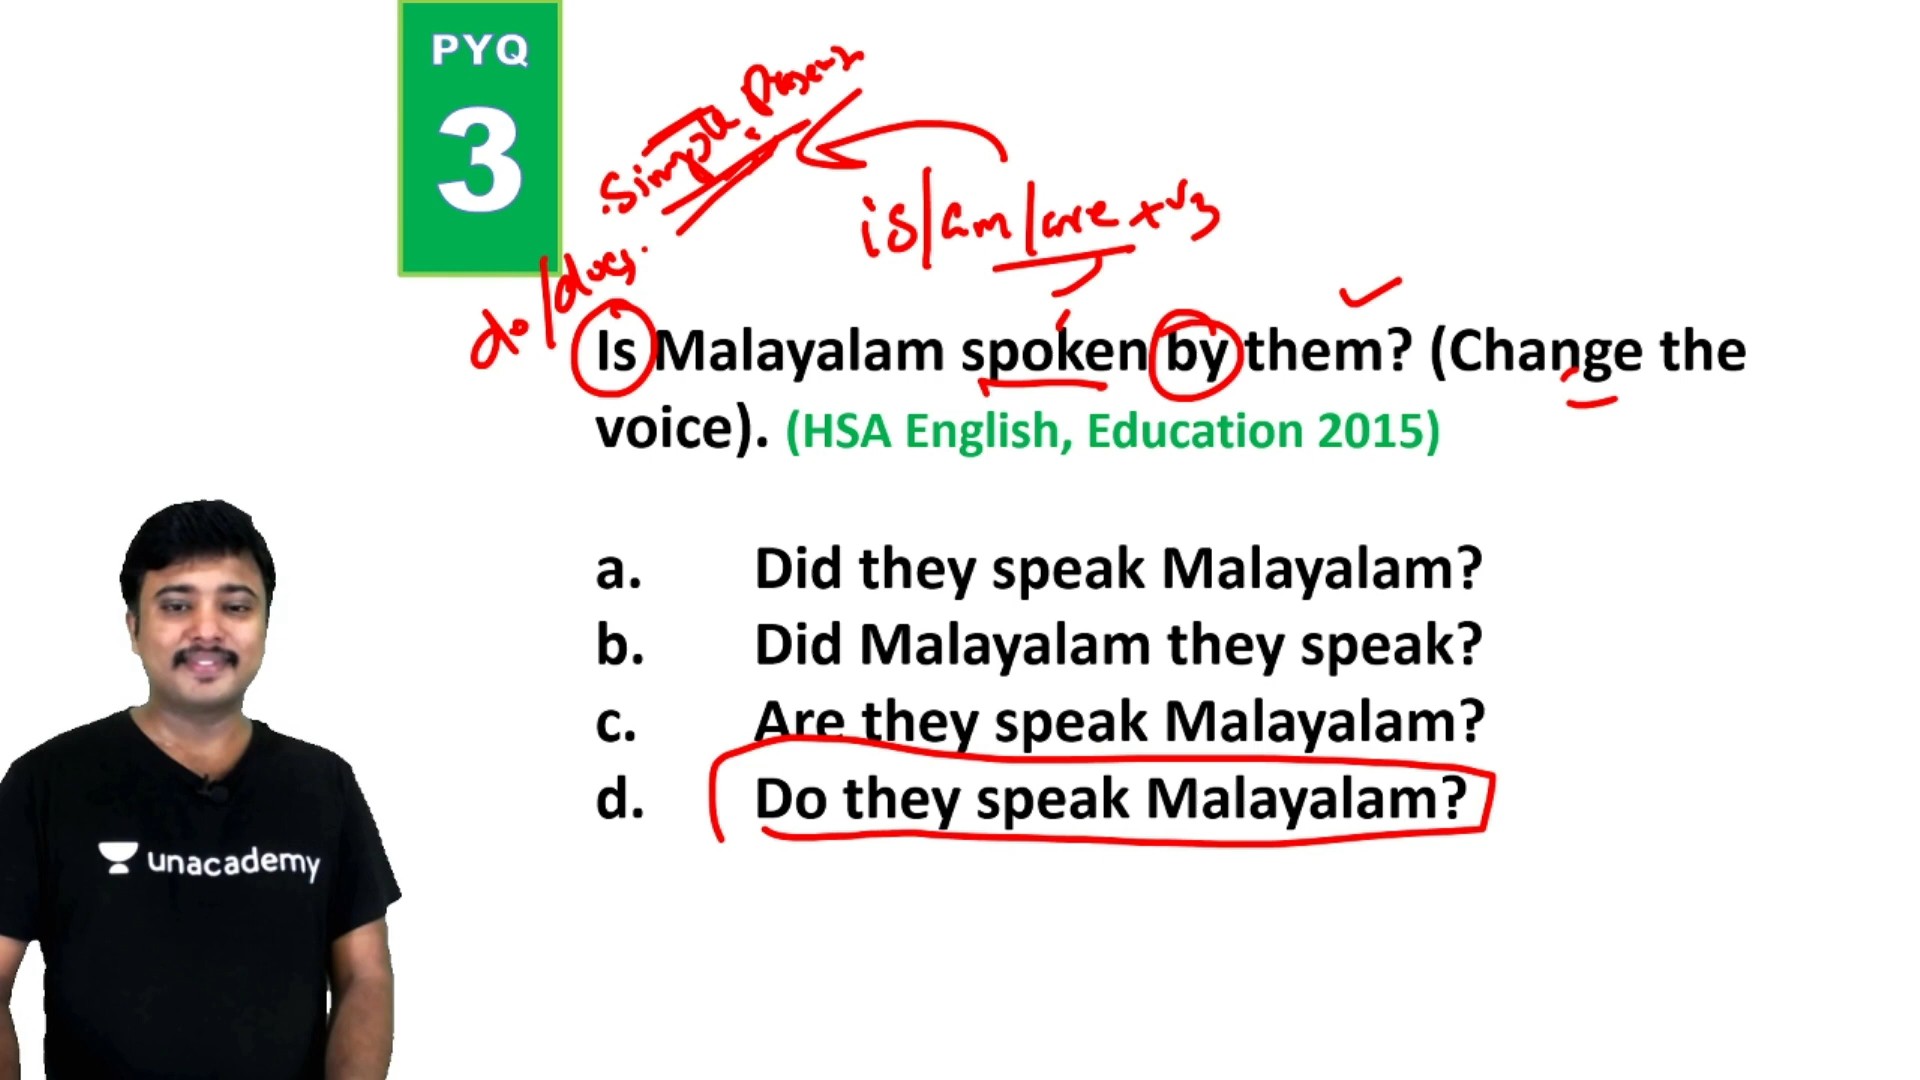 PYQ
3
Simple Present
is/am/are + V3
do/does.
Is Malayalam spoken by them? (Change the
voice). (HSA English, Education 2015)
a. Did they speak Malayalam?
b. Did Malayalam they speak?
c. Are they speak Malayalam?
d. Do they speak Malayalam?
unacademy